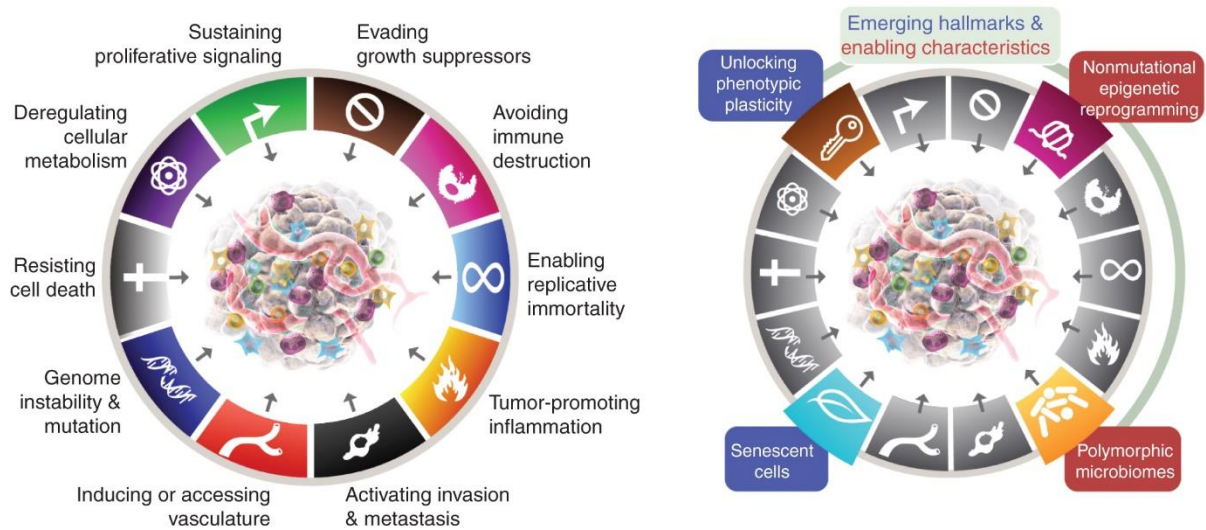 Sustaining
proliferative signaling
Evading
growth suppressors
Deregulating
cellular
metabolism
Avoiding
immune
destruction
Resisting
cell death
Enabling
replicative
immortality
Genome
instability &
mutation
Tumor-promoting
inflammation
Inducing or accessing
vasculature
Activating invasion
& metastasis
Emerging hallmarks &
enabling characteristics
Unlocking
phenotypic
plasticity
Nonmutational
epigenetic
reprogramming
Senescent
cells
Polymorphic
microbiomes